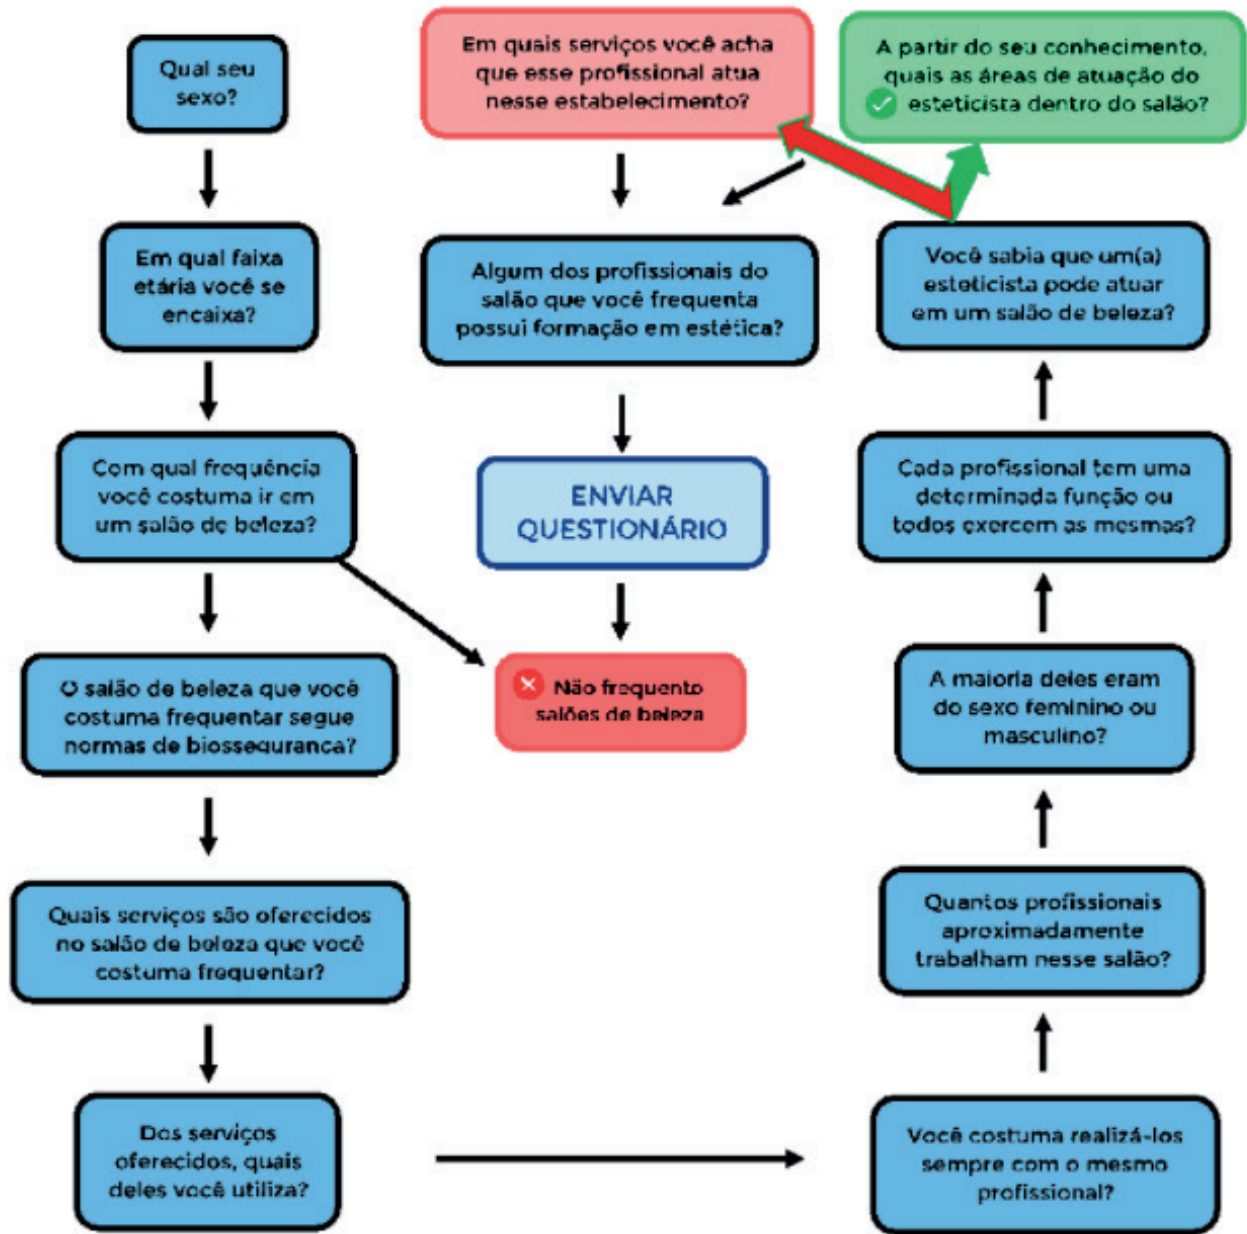 Qual seu
sexo?
Em qual faixa
etária você se
encaixa?
Com qual frequência
você costuma ir em
um salão de beleza?
O salão de beleza que você
costuma frequentar segue
normas de biosseguranca?
Quais serviços são oferecidos
no salão de beleza que você
costuma frequentar?
Dos serviços
oferecidos, quais
deles você utiliza?
Você costuma realizá-los
sempre com o mesmo
profissional?
Quantos profissionais
aproximadamente
trabalham nesse salão?
A maioria deles eram
do sexo feminino ou
masculino?
Cada profissional tem uma
determinada função ou
todos exercem as mesmas?
Você sabia que um(a)
esteticista pode atuar
em um salão de beleza?
A partir do seu conhecimento,
quais as áreas de atuação do
esteticista dentro do salão?
Em quais serviços você acha
que esse profissional atua
nesse estabelecimento?
Algum dos profissionais do
salão que você frequenta
possui formação em estética?
ENVIAR
QUESTIONÁRIO
Não frequento
salões de beleza